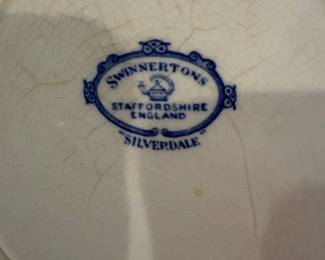 SWINNERTONS
STAFFORDSHIRE
ENGLAND
"SILVERDALE"